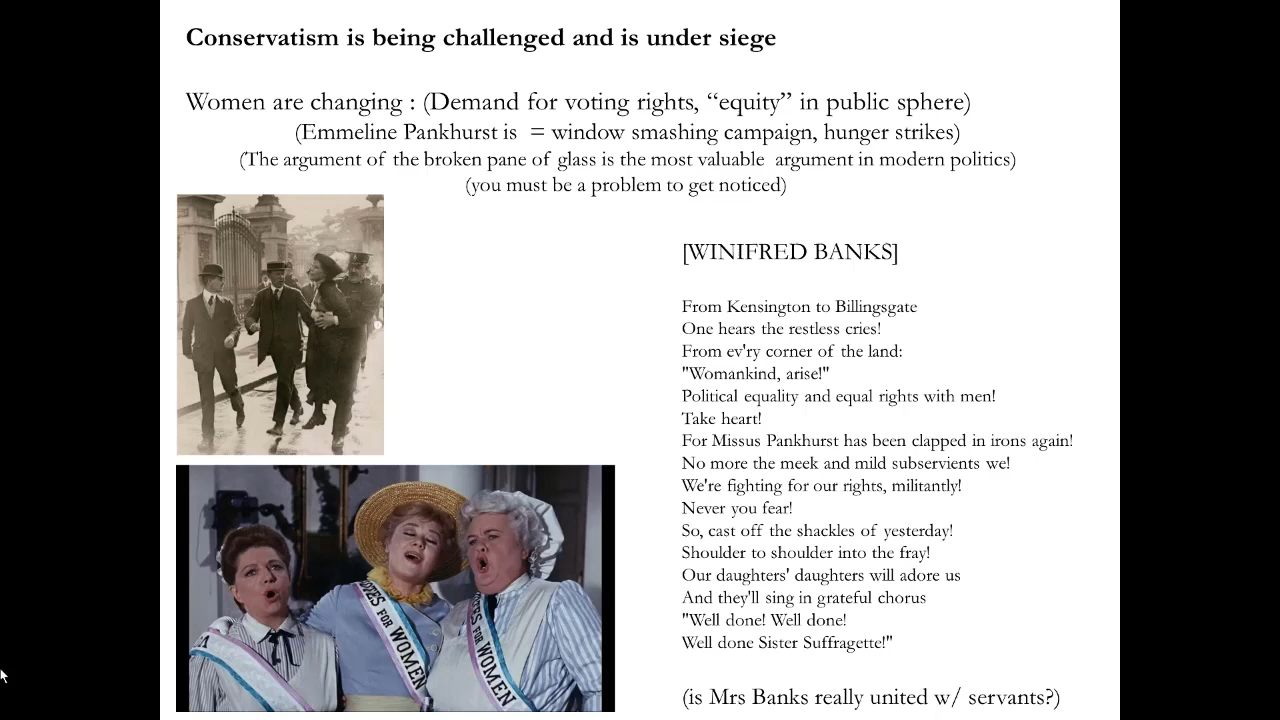 Conservatism is being challenged and is under siege
Women are changing : (Demand for voting rights, “equity” in public sphere)
(Emmeline Pankhurst is  = window smashing campaign, hunger strikes)
(The argument of the broken pane of glass is the most valuable  argument in modern politics)
(you must be a problem to get noticed)
[WINIFRED BANKS]
From Kensington to Billingsgate
One hears the restless cries!
From ev'ry corner of the land:
"Womankind, arise!"
Political equality and equal rights with men!
Take heart!
For Missus Pankhurst has been clapped in irons again!
No more the meek and mild subservients we!
We're fighting for our rights, militantly!
Never you fear!
So, cast off the shackles of yesterday!
Shoulder to shoulder into the fray!
Our daughters' daughters will adore us
And they'll sing in grateful chorus
"Well done! Well done!
Well done Sister Suffragette!"
(is Mrs Banks really united w/ servants?)
VOTES FOR WOMEN
VOTES FOR WOMEN